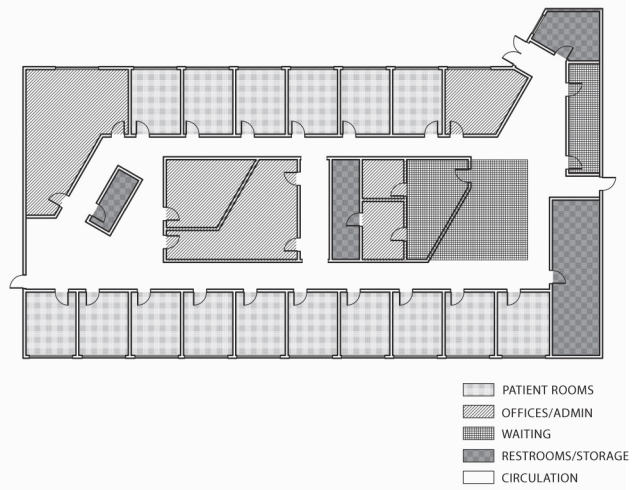 PATIENT ROOMS
OFFICES/ADMIN
WAITING
RESTROOMS/STORAGE
CIRCULATION